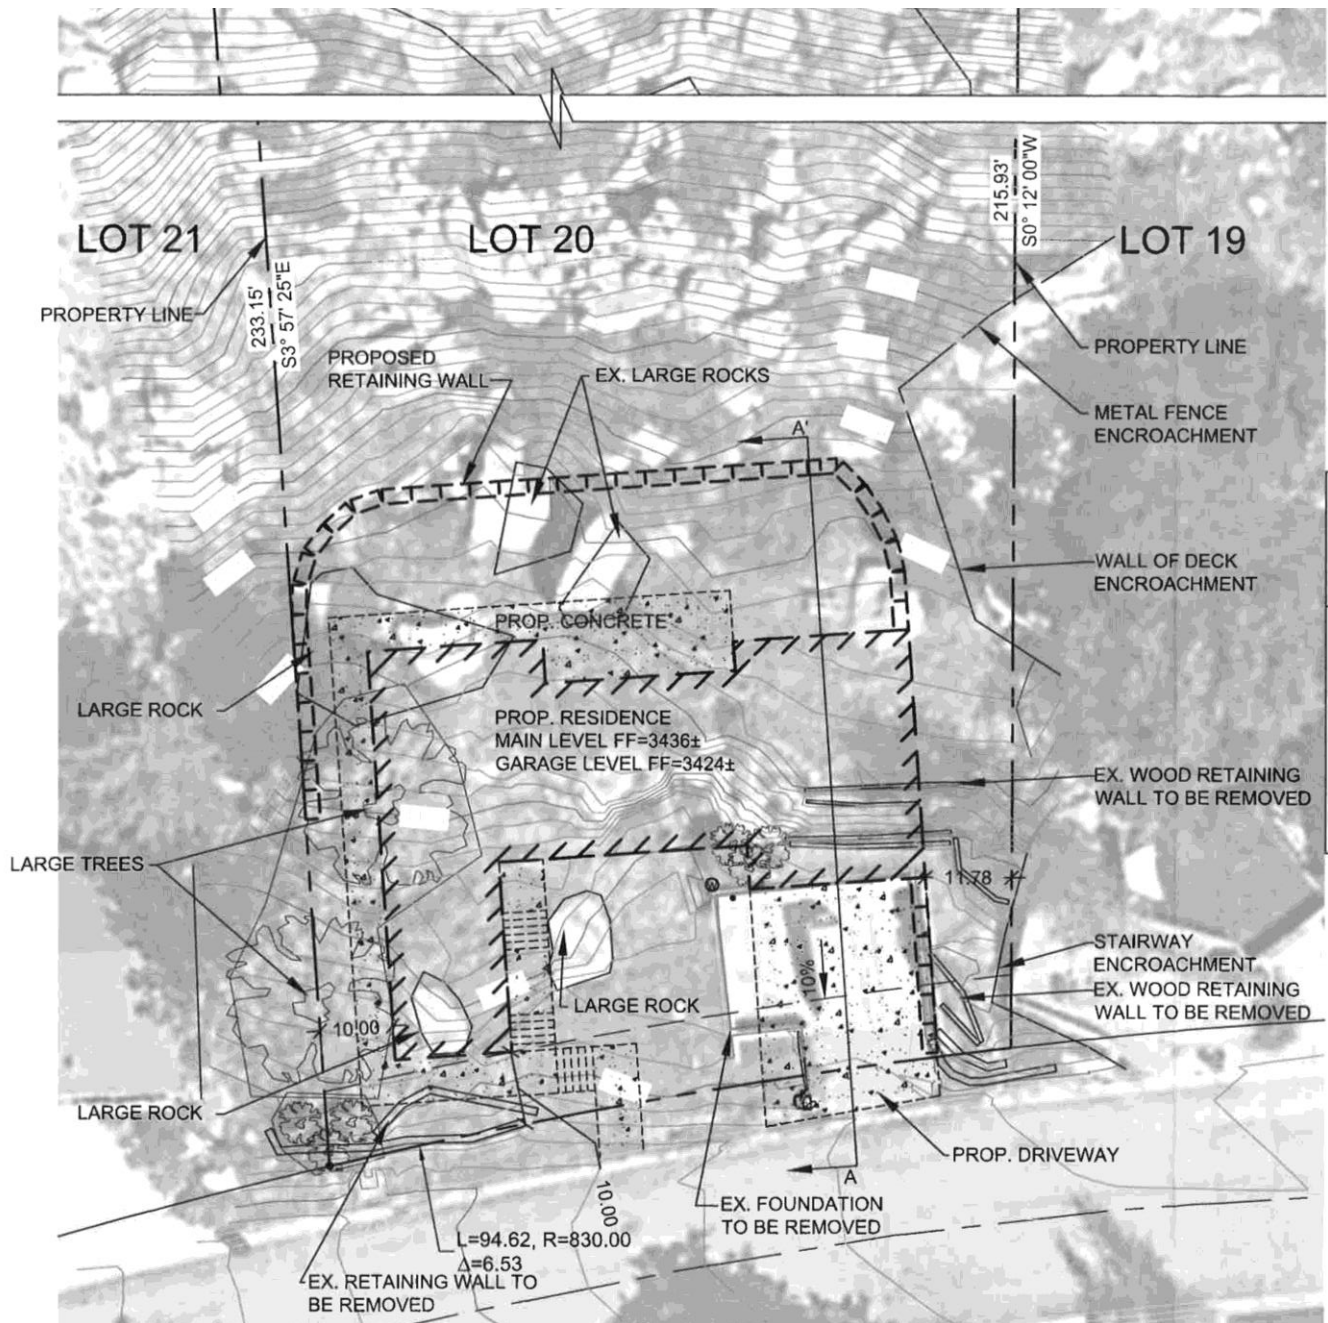 LOT 21
LOT 20
LOT 19
215.93'
S0° 12' 00"W
PROPERTY LINE
233.15'
S3° 57' 25"E
PROPOSED
RETAINING WALL
EX. LARGE ROCKS
PROPERTY LINE
METAL FENCE
ENCROACHMENT
A'
WALL OF DECK
ENCROACHMENT
PROP. CONCRETE
LARGE ROCK
PROP. RESIDENCE
MAIN LEVEL FF=3436±
GARAGE LEVEL FF=3424±
EX. WOOD RETAINING
WALL TO BE REMOVED
LARGE TREES
11.78
STAIRWAY
ENCROACHMENT
EX. WOOD RETAINING
WALL TO BE REMOVED
10%
LARGE ROCK
10.00
LARGE ROCK
PROP. DRIVEWAY
A
10.00
EX. FOUNDATION
TO BE REMOVED
L=94.62, R=830.00
Δ=6.53
EX. RETAINING WALL TO
BE REMOVED